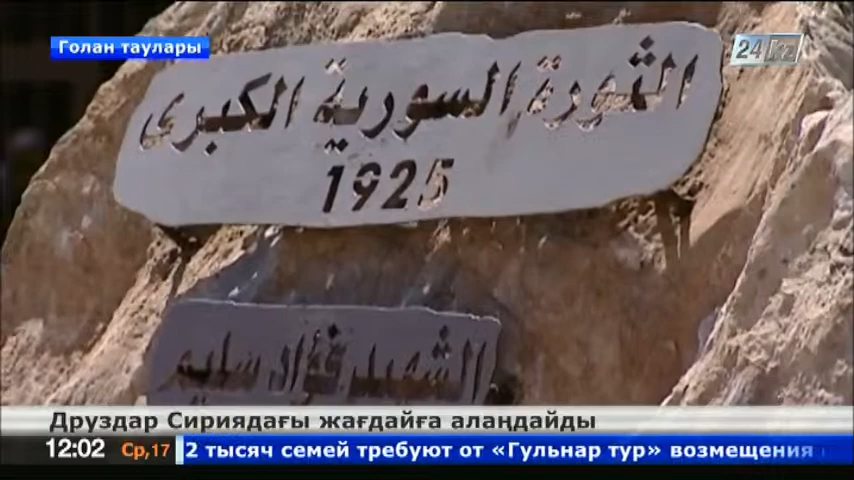 Голан таулары
24kz
الثورة السورية الكبرى
1925
الشهيد فؤاد سليم
Друздар Сириядағы жағдайға алаңдайды
12:02 Ср,17 2 тысяч семей требуют от «Гульнар тур» возмещения